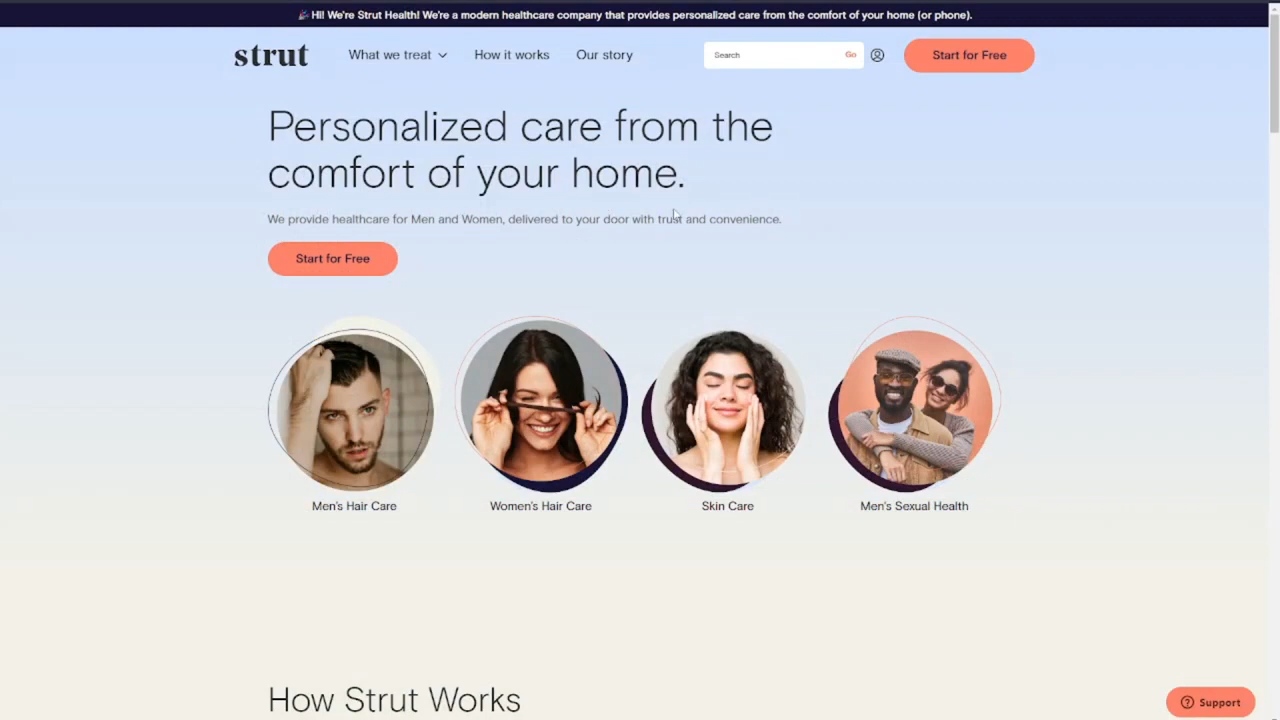 🎉 Hi! We're Strut Health! We're a modern healthcare company that provides personalized care from the comfort of your home (or phone).
strut
What we treat
How it works
Our story
Search
Go
Start for Free
Personalized care from the
comfort of your home.
We provide healthcare for Men and Women, delivered to your door with trust and convenience.
Start for Free
Men's Hair Care
Women's Hair Care
Skin Care
Men's Sexual Health
How Strut Works
Support